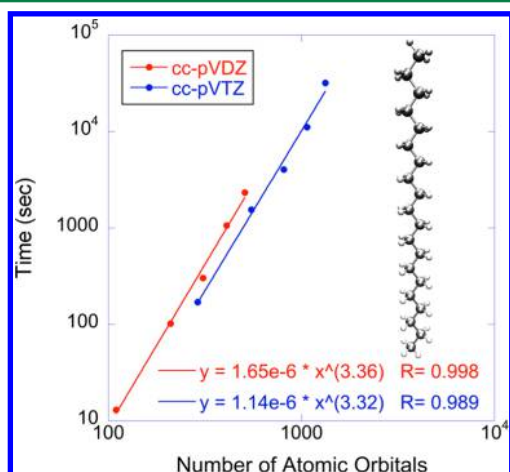 10^5
10^4
1000
100
10
Time (sec)
cc-pVDZ
cc-pVTZ
y = 1.65e-6 * x^(3.36) R= 0.998
y = 1.14e-6 * x^(3.32) R= 0.989
100
1000
10^4
Number of Atomic Orbitals